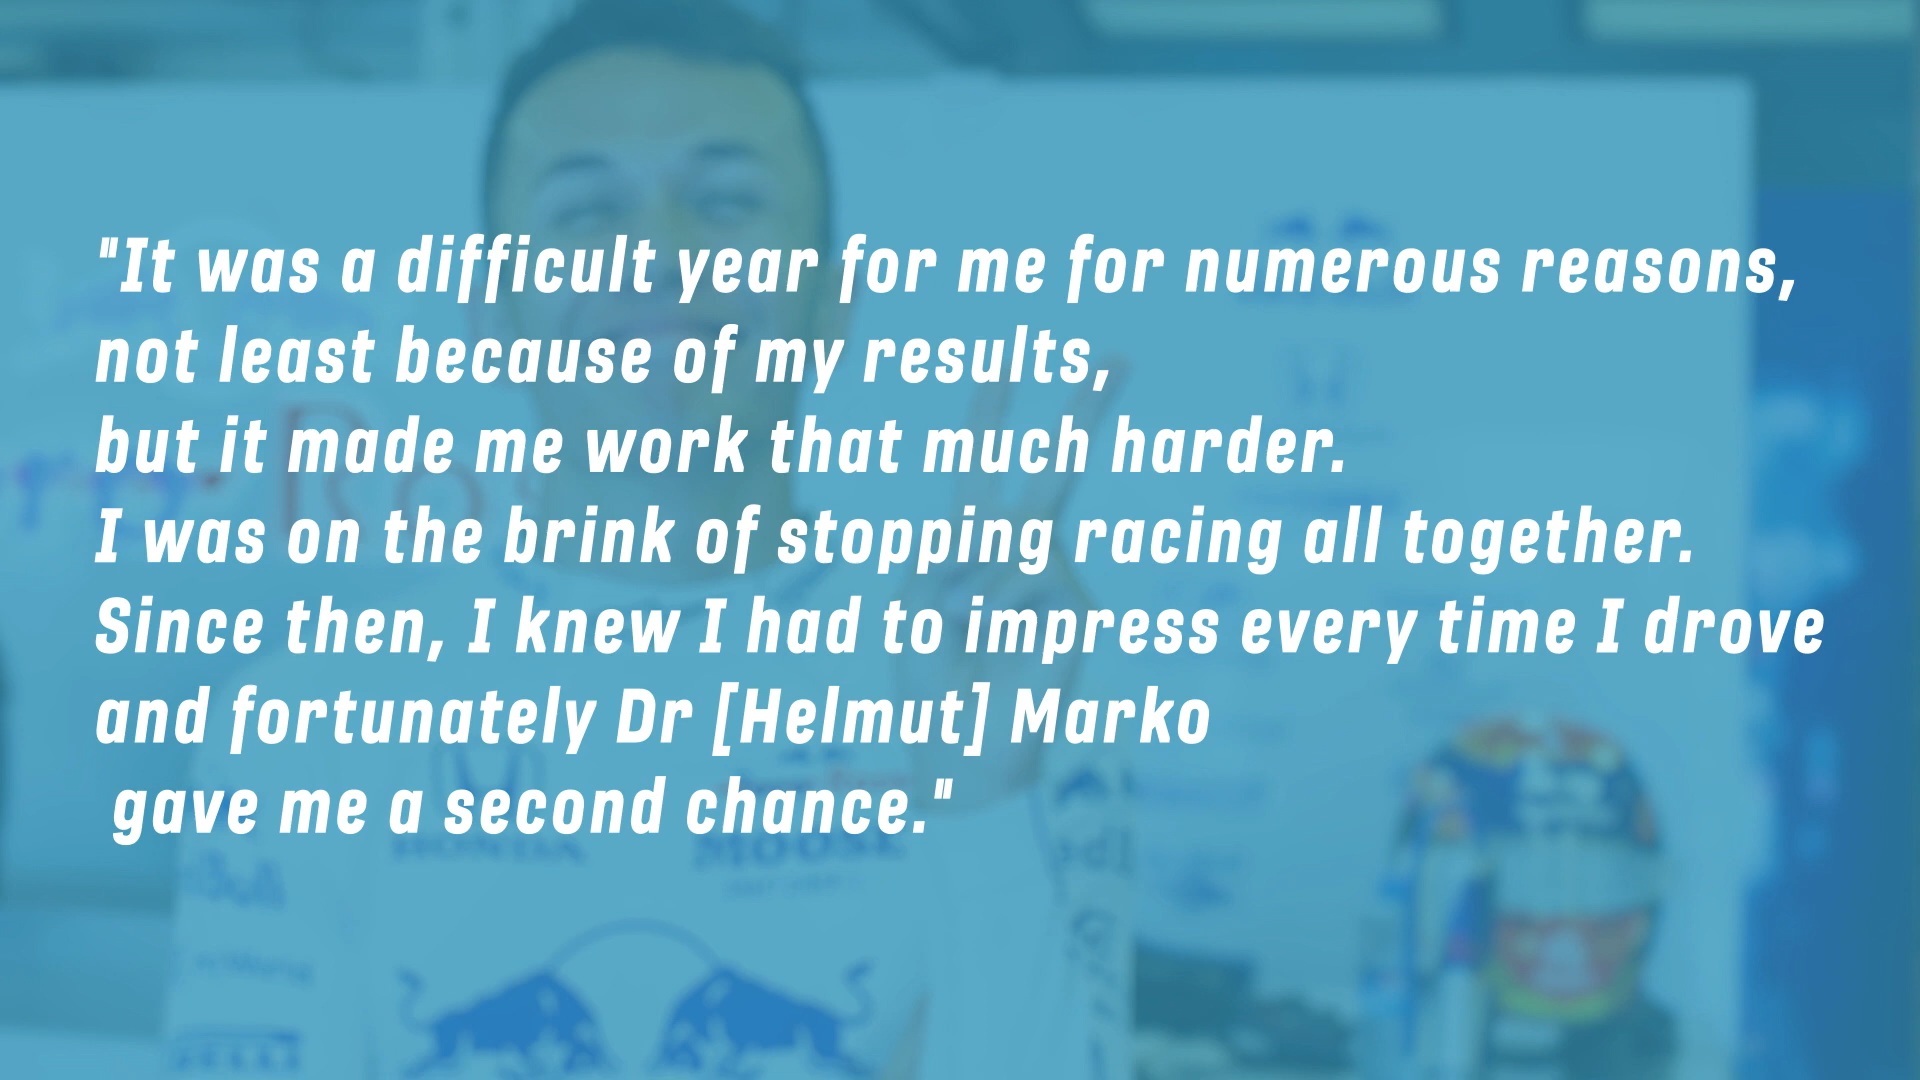 "It was a difficult year for me for numerous reasons,
not least because of my results,
but it made me work that much harder.
I was on the brink of stopping racing all together.
Since then, I knew I had to impress every time I drove
and fortunately Dr [Helmut] Marko
gave me a second chance."
HONDA
MOOSE